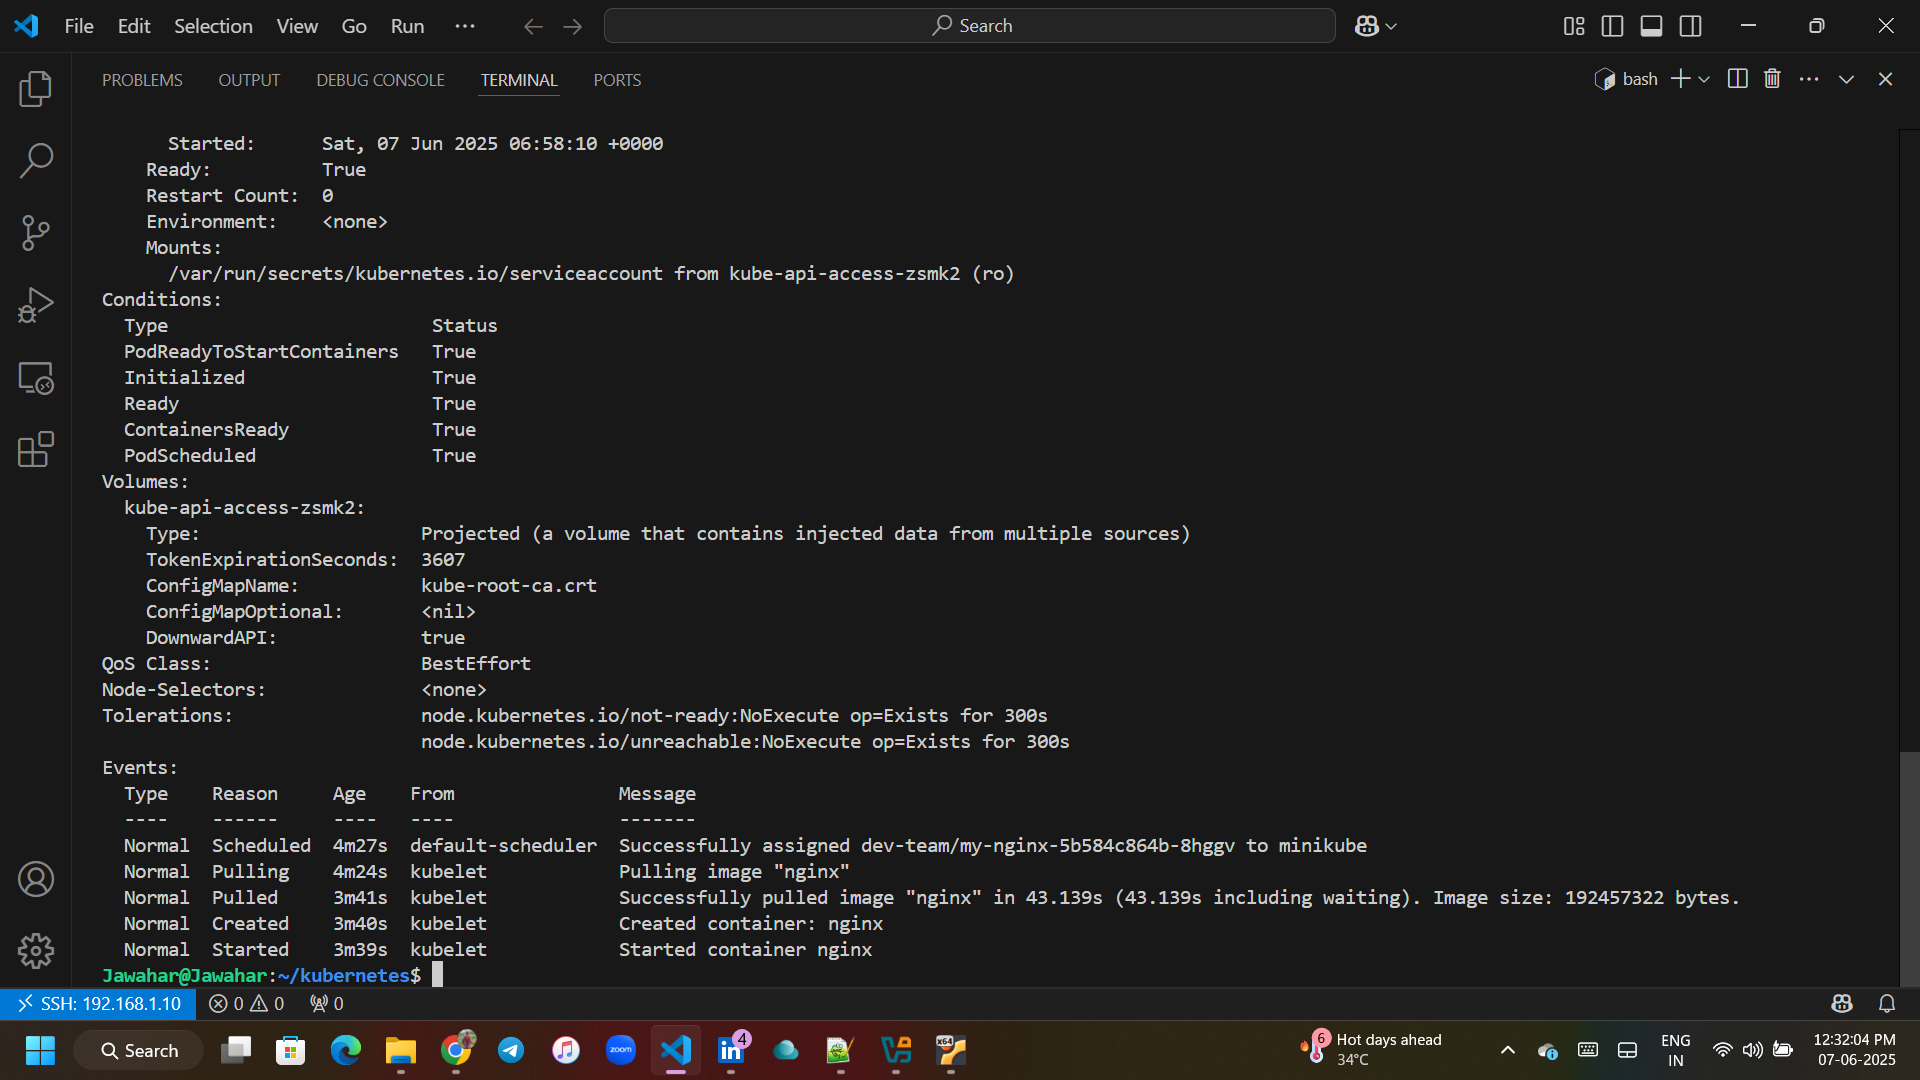 File Edit Selection View Go Run ··· Search
PROBLEMS OUTPUT DEBUG CONSOLE TERMINAL PORTS bash
Started: Sat, 07 Jun 2025 06:58:10 +0000
Ready: True
Restart Count: 0
Environment: <none>
Mounts:
/var/run/secrets/kubernetes.io/serviceaccount from kube-api-access-zsmk2 (ro)
Conditions:
Type Status
PodReadyToStartContainers True
Initialized True
Ready True
ContainersReady True
PodScheduled True
Volumes:
kube-api-access-zsmk2:
Type: Projected (a volume that contains injected data from multiple sources)
TokenExpirationSeconds: 3607
ConfigMapName: kube-root-ca.crt
ConfigMapOptional: <nil>
DownwardAPI: true
QoS Class: BestEffort
Node-Selectors: <none>
Tolerations: node.kubernetes.io/not-ready:NoExecute op=Exists for 300s
node.kubernetes.io/unreachable:NoExecute op=Exists for 300s
Events:
Type Reason Age From Message
---- ------ ---- ---- -------
Normal Scheduled 4m27s default-scheduler Successfully assigned dev-team/my-nginx-5b584c864b-8hggv to minikube
Normal Pulling 4m24s kubelet Pulling image "nginx"
Normal Pulled 3m41s kubelet Successfully pulled image "nginx" in 43.139s (43.139s including waiting). Image size: 192457322 bytes.
Normal Created 3m40s kubelet Created container: nginx
Normal Started 3m39s kubelet Started container nginx
Jawahar@Jawahar:~/kubernetes$
SSH: 192.168.1.10 0 0 0
Search zoom in 4 X64 6 Hot days ahead ENG 12:32:04 PM
34°C IN 07-06-2025